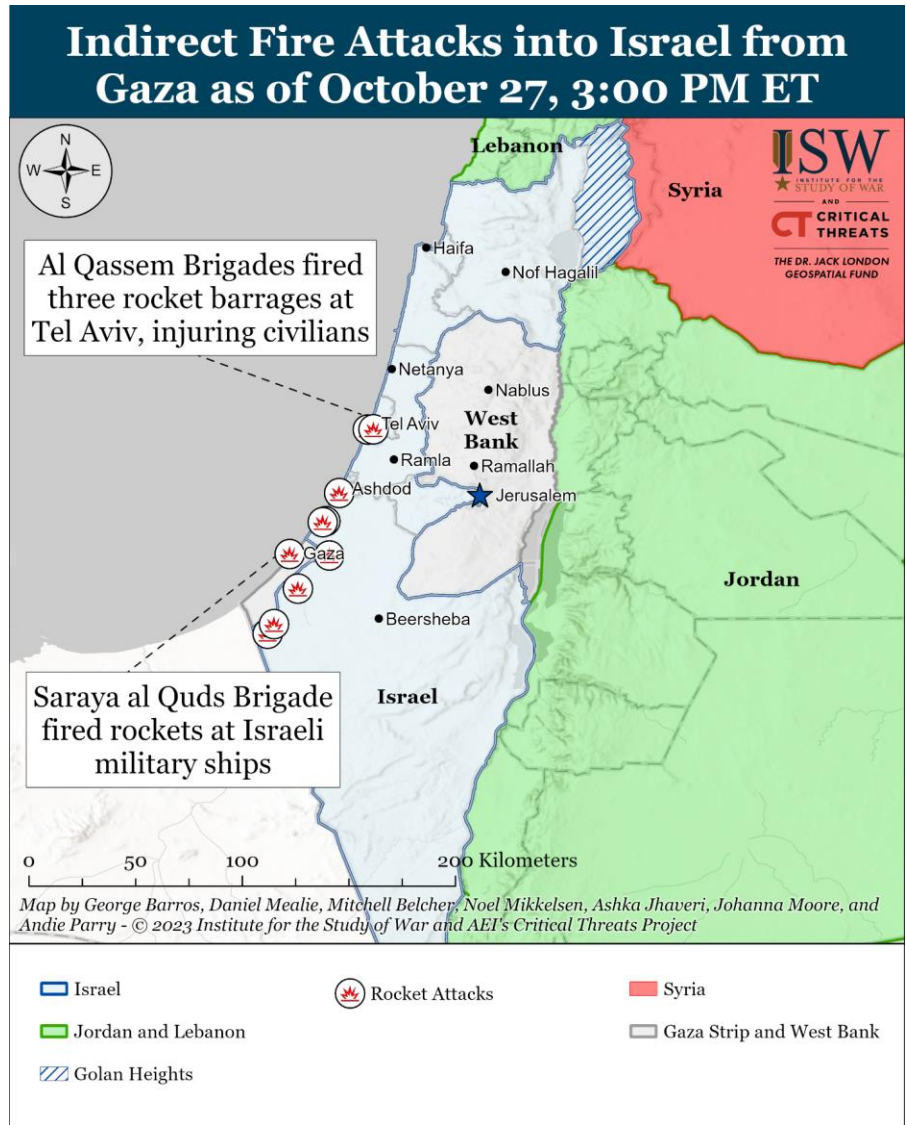 Indirect Fire Attacks into Israel from
Gaza as of October 27, 3:00 PM ET
N
W E
S
Lebanon
Syria
ISW
INSTITUTE FOR THE
STUDY OF WAR
AND
CT CRITICAL
THREATS
THE DR. JACK LONDON
GEOSPATIAL FUND
Haifa
Nof Hagalil
Al Qassem Brigades fired
three rocket barrages at
Tel Aviv, injuring civilians
Netanya
Nablus
West
Bank
Tel Aviv
Ramla
Ramallah
Ashdod
Jerusalem
Gaza
Jordan
Beersheba
Israel
Saraya al Quds Brigade
fired rockets at Israeli
military ships
0 50 100 200 Kilometers
Map by George Barros, Daniel Mealie, Mitchell Belcher, Noel Mikkelsen, Ashka Jhaveri, Johanna Moore, and
Andie Parry - © 2023 Institute for the Study of War and AEI's Critical Threats Project
Israel
Rocket Attacks
Syria
Jordan and Lebanon
Gaza Strip and West Bank
Golan Heights